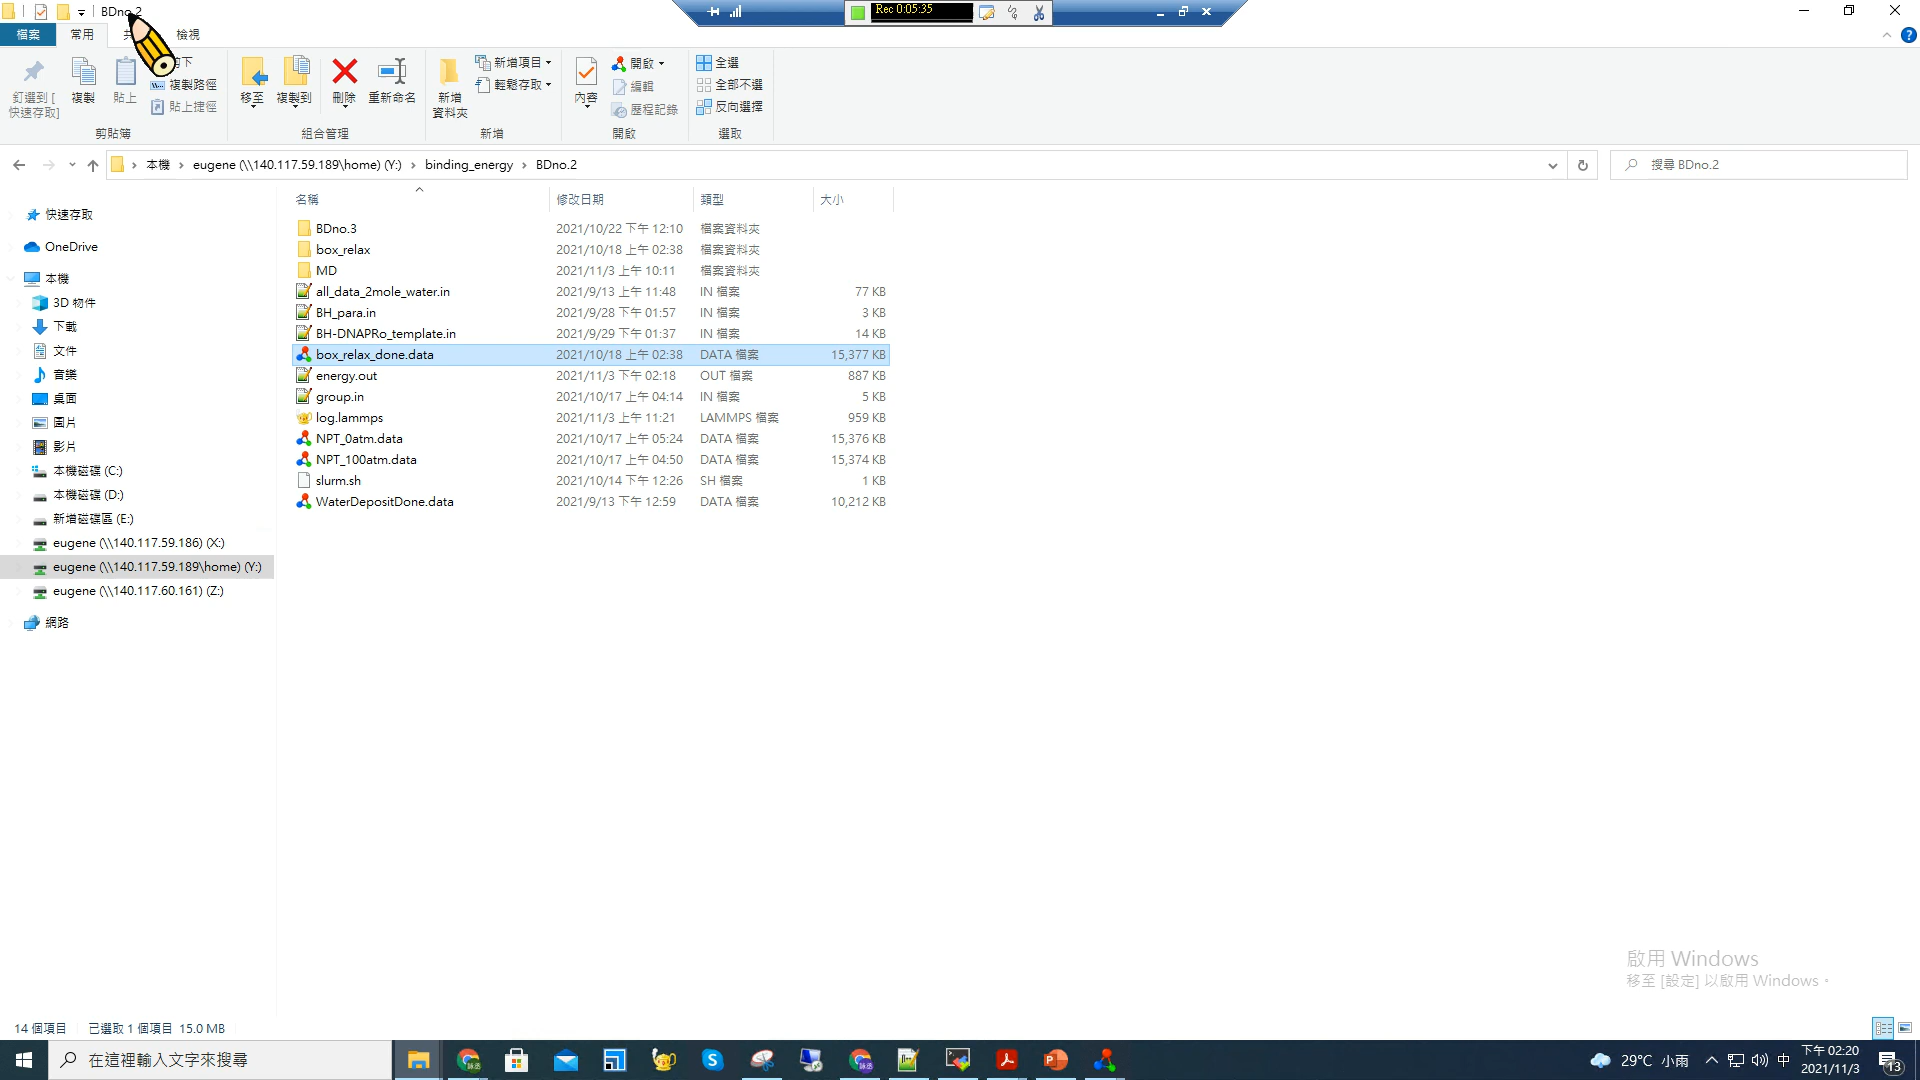 BDno.2
Rec 0:05:35
檔案
常用
檢視
釘選到 [
快速存取]
複製
貼上
剪下
複製路徑
貼上捷徑
剪貼簿
移至
複製到
刪除
重新命名
組合管理
新增
資料夾
新增項目
輕鬆存取
新增
內容
開啟
編輯
歷程記錄
開啟
全選
全部不選
反向選擇
選取
本機 › eugene (\\140.117.59.189\home) (Y:) › binding_energy › BDno.2
搜尋 BDno.2
快速存取
OneDrive
本機
3D 物件
下載
文件
音樂
桌面
圖片
影片
本機磁碟 (C:)
本機磁碟 (D:)
新增磁碟區 (E:)
eugene (\\140.117.59.186) (X:)
eugene (\\140.117.59.189\home) (Y:)
eugene (\\140.117.60.161) (Z:)
網路
名稱 修改日期 類型 大小
BDno.3 2021/10/22 下午 12:10 檔案資料夾
box_relax 2021/10/18 上午 02:38 檔案資料夾
MD 2021/11/3 上午 10:11 檔案資料夾
all_data_2mole_water.in 2021/9/13 上午 11:48 IN 檔案 77 KB
BH_para.in 2021/9/28 下午 01:57 IN 檔案 3 KB
BH-DNAPRo_template.in 2021/9/29 下午 01:37 IN 檔案 14 KB
box_relax_done.data 2021/10/18 上午 02:38 DATA 檔案 15,377 KB
energy.out 2021/11/3 下午 02:18 OUT 檔案 887 KB
group.in 2021/10/17 上午 04:14 IN 檔案 5 KB
log.lammps 2021/11/3 上午 11:21 LAMMPS 檔案 959 KB
NPT_0atm.data 2021/10/17 上午 05:24 DATA 檔案 15,376 KB
NPT_100atm.data 2021/10/17 上午 04:50 DATA 檔案 15,374 KB
slurm.sh 2021/10/14 下午 12:26 SH 檔案 1 KB
WaterDepositDone.data 2021/9/13 下午 12:59 DATA 檔案 10,212 KB
啟用 Windows
移至 [設定] 以啟用 Windows。
14 個項目 已選取 1 個項目 15.0 MB
在這裡輸入文字來搜尋
29°C 小雨
中
下午 02:20
2021/11/3
13